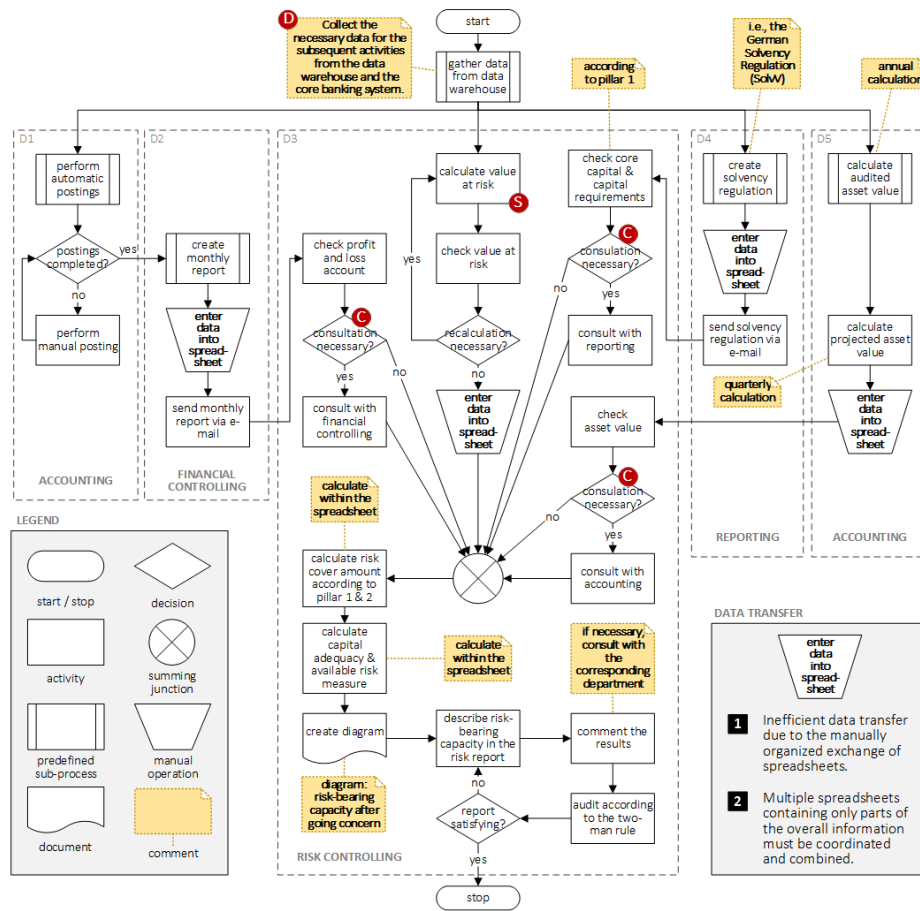 D
Collect the
necessary data for the
subsequent activities
from the data
warehouse and the
core banking system.
start
gather data
from data
warehouse
according
to pillar 1
i.e., the
German
Solvency
Regulation
(SolvV)
annual
calculation
D1
perform
automatic
postings
postings
completed?
yes
no
perform
manual posting
ACCOUNTING
D2
create
monthly
report
enter
data
into
spread-
sheet
send monthly
report via e-
mail
FINANCIAL
CONTROLLING
D3
check profit
and loss
account
C
consultation
necessary?
no
yes
consult with
financial
controlling
calculate value
at risk
S
yes
check value at
risk
recalculation
necessary?
no
enter
data
into
spread-
sheet
check core
capital &
capital
requirements
C
consulation
necessary?
no
yes
consult with
reporting
check
asset value
C
consulation
necessary?
no
yes
consult with
accounting
calculate
within the
spreadsheet
calculate risk
cover amount
according to
pillar 1 & 2
calculate
capital
adequacy &
available risk
measure
calculate
within the
spreadsheet
create diagram
diagram:
risk-bearing
capacity after
going concern
describe risk-
bearing
capacity in the
risk report
if necessary,
consult with
the
corresponding
department
comment the
results
audit according
to the two-
man rule
no
report
satisfying?
yes
stop
RISK CONTROLLING
D4
create
solvency
regulation
enter
data
into
spread-
sheet
send solvency
regulation via
e-mail
REPORTING
D5
calculate
audited
asset value
calculate
projected asset
value
quarterly
calculation
enter
data
into
spread-
sheet
ACCOUNTING
LEGEND
start / stop
decision
activity
summing
junction
predefined
sub-process
manual
operation
document
comment
DATA TRANSFER
enter
data
into
spread-
sheet
1 Inefficient data transfer
due to the manually
organized exchange of
spreadsheets.
2 Multiple spreadsheets
containing only parts of
the overall information
must be coordinated
and combined.